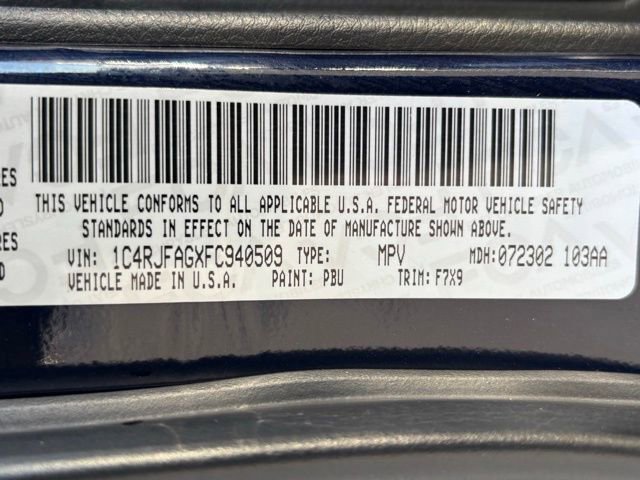 THIS VEHICLE CONFORMS TO ALL APPLICABLE U.S.A. FEDERAL MOTOR VEHICLE SAFETY
STANDARDS IN EFFECT ON THE DATE OF MANUFACTURE SHOWN ABOVE.
VIN: 1C4RJFAGXFC940509 TYPE: MPV MDH:072302 103AA
VEHICLE MADE IN U.S.A. PAINT: PBU TRIM: F7X9